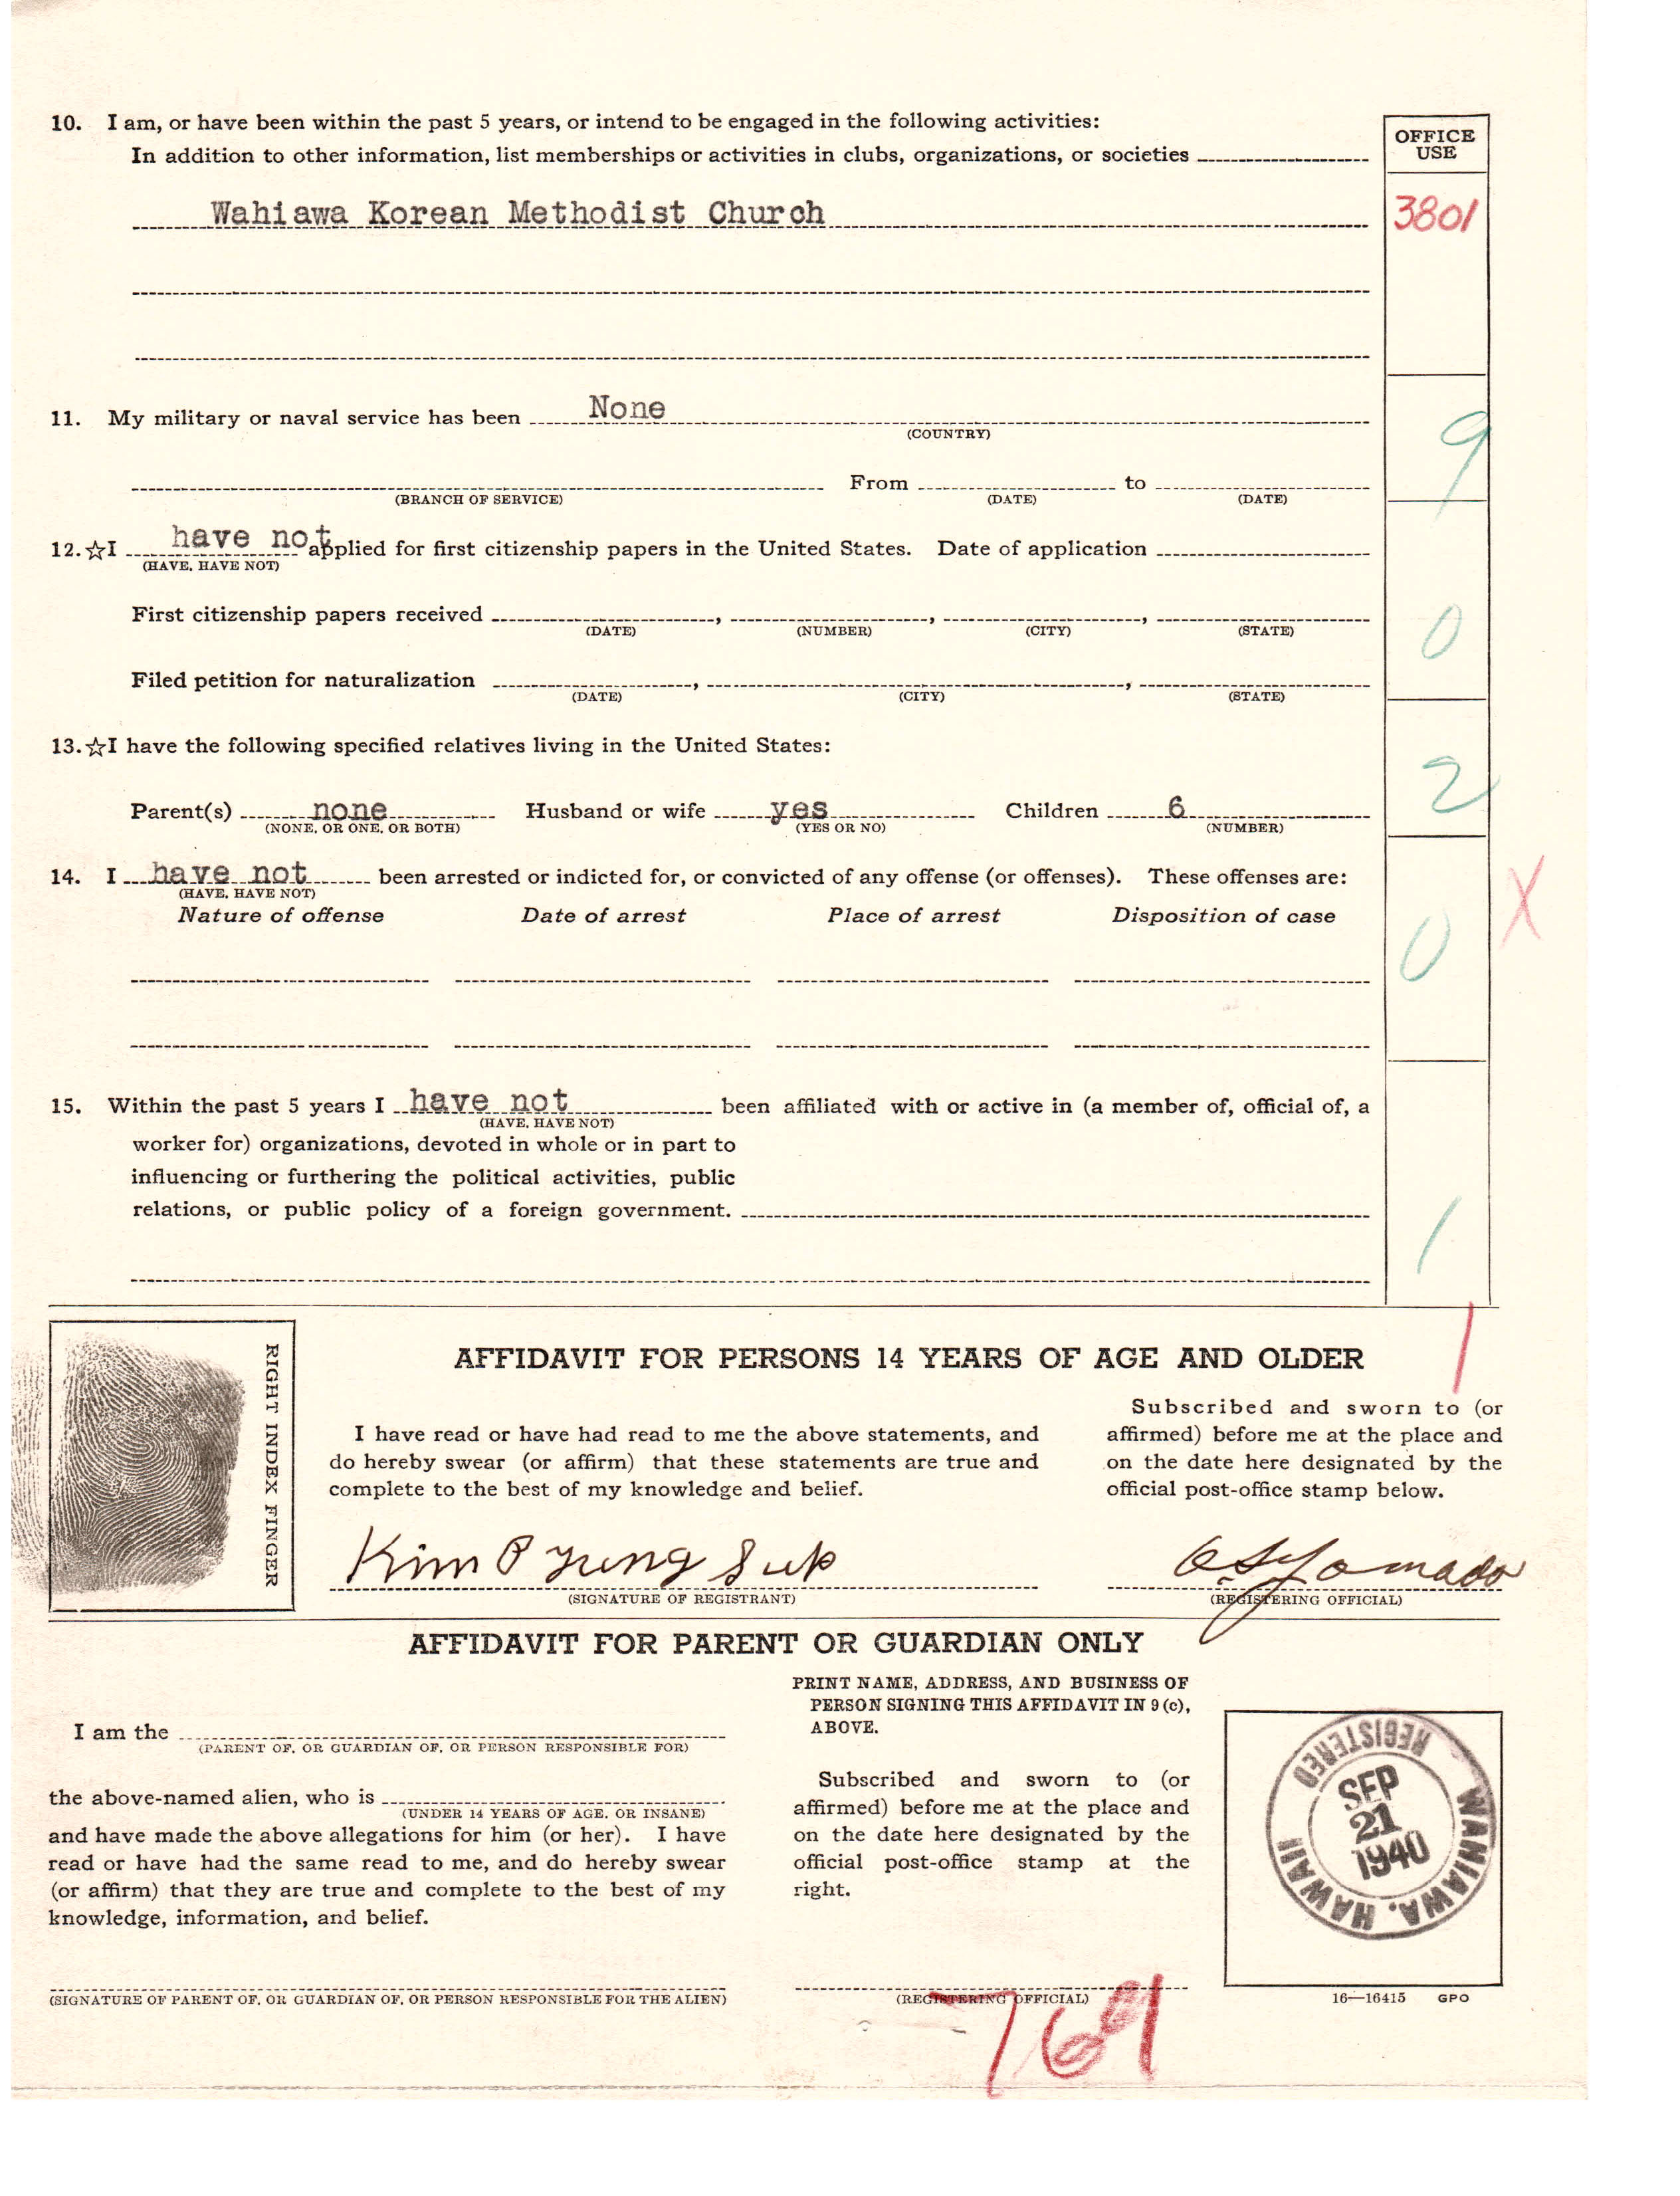 10. I am, or have been within the past 5 years, or intend to be engaged in the following activities:
In addition to other information, list memberships or activities in clubs, organizations, or societies
OFFICE USE
Wahiawa Korean Methodist Church
3801
11. My military or naval service has been None
(COUNTRY)
9
From to
(BRANCH OF SERVICE) (DATE) (DATE)
12.☆I have not applied for first citizenship papers in the United States. Date of application
(HAVE, HAVE NOT)
First citizenship papers received , , ,
(DATE) (NUMBER) (CITY) (STATE)
0
Filed petition for naturalization , ,
(DATE) (CITY) (STATE)
13.☆I have the following specified relatives living in the United States:
2
Parent(s) none Husband or wife yes Children 6
(NONE, OR ONE, OR BOTH) (YES OR NO) (NUMBER)
14. I have not been arrested or indicted for, or convicted of any offense (or offenses). These offenses are:
(HAVE, HAVE NOT)
X
Nature of offense Date of arrest Place of arrest Disposition of case
0
15. Within the past 5 years I have not been affiliated with or active in (a member of, official of, a
(HAVE, HAVE NOT)
worker for) organizations, devoted in whole or in part to
influencing or furthering the political activities, public
relations, or public policy of a foreign government.
1
1
RIGHT INDEX FINGER
AFFIDAVIT FOR PERSONS 14 YEARS OF AGE AND OLDER
I have read or have had read to me the above statements, and
do hereby swear (or affirm) that these statements are true and
complete to the best of my knowledge and belief.
Subscribed and sworn to (or
affirmed) before me at the place and
on the date here designated by the
official post-office stamp below.
Kim Pyung Suk
(SIGNATURE OF REGISTRANT)
Yamada
(REGISTERING OFFICIAL)
AFFIDAVIT FOR PARENT OR GUARDIAN ONLY
I am the
(PARENT OF, OR GUARDIAN OF, OR PERSON RESPONSIBLE FOR)
the above-named alien, who is .
(UNDER 14 YEARS OF AGE, OR INSANE)
and have made the above allegations for him (or her). I have
read or have had the same read to me, and do hereby swear
(or affirm) that they are true and complete to the best of my
knowledge, information, and belief.
(SIGNATURE OF PARENT OF, OR GUARDIAN OF, OR PERSON RESPONSIBLE FOR THE ALIEN)
PRINT NAME, ADDRESS, AND BUSINESS OF
PERSON SIGNING THIS AFFIDAVIT IN 9 (c),
ABOVE.
Subscribed and sworn to (or
affirmed) before me at the place and
on the date here designated by the
official post-office stamp at the
right.
(REGISTERING OFFICIAL)
769
REGISTERED
SEP
21
1940
WAHIAWA, HAWAII
16—16415 GPO